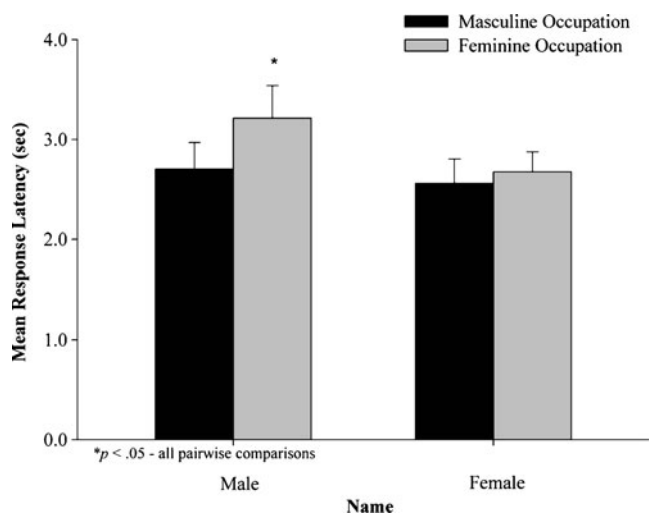 Masculine Occupation
Feminine Occupation
4.0
*
3.0
2.0
1.0
0.0
Mean Response Latency (sec)
*p < .05 - all pairwise comparisons
Male
Female
Name